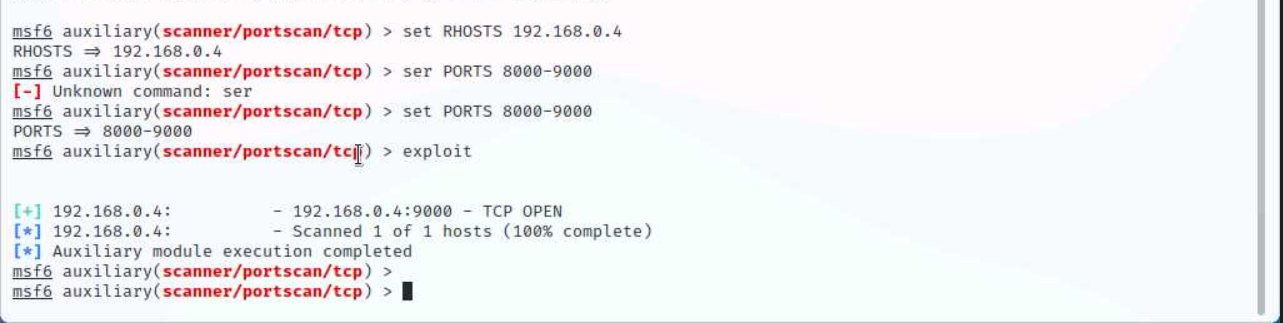 msf6 auxiliary(scanner/portscan/tcp) > set RHOSTS 192.168.0.4
RHOSTS ⇒ 192.168.0.4
msf6 auxiliary(scanner/portscan/tcp) > ser PORTS 8000-9000
[-] Unknown command: ser
msf6 auxiliary(scanner/portscan/tcp) > set PORTS 8000-9000
PORTS ⇒ 8000-9000
msf6 auxiliary(scanner/portscan/tcp) > exploit
[+] 192.168.0.4:          - 192.168.0.4:9000 - TCP OPEN
[*] 192.168.0.4:          - Scanned 1 of 1 hosts (100% complete)
[*] Auxiliary module execution completed
msf6 auxiliary(scanner/portscan/tcp) >
msf6 auxiliary(scanner/portscan/tcp) >